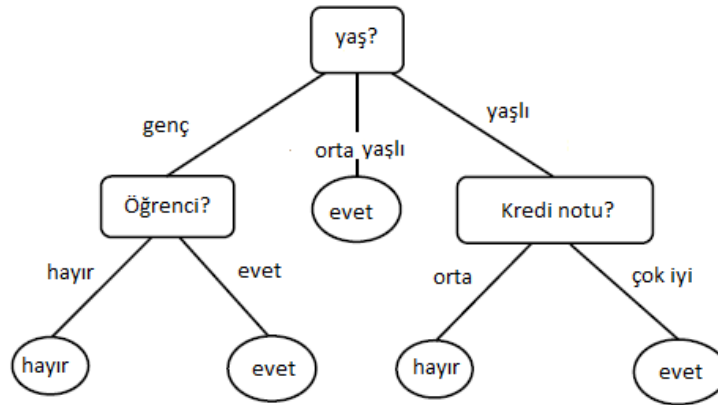 yaş?
genç
orta yaşlı
yaşlı
Öğrenci?
evet
Kredi notu?
hayır
evet
orta
çok iyi
hayır
evet
hayır
evet